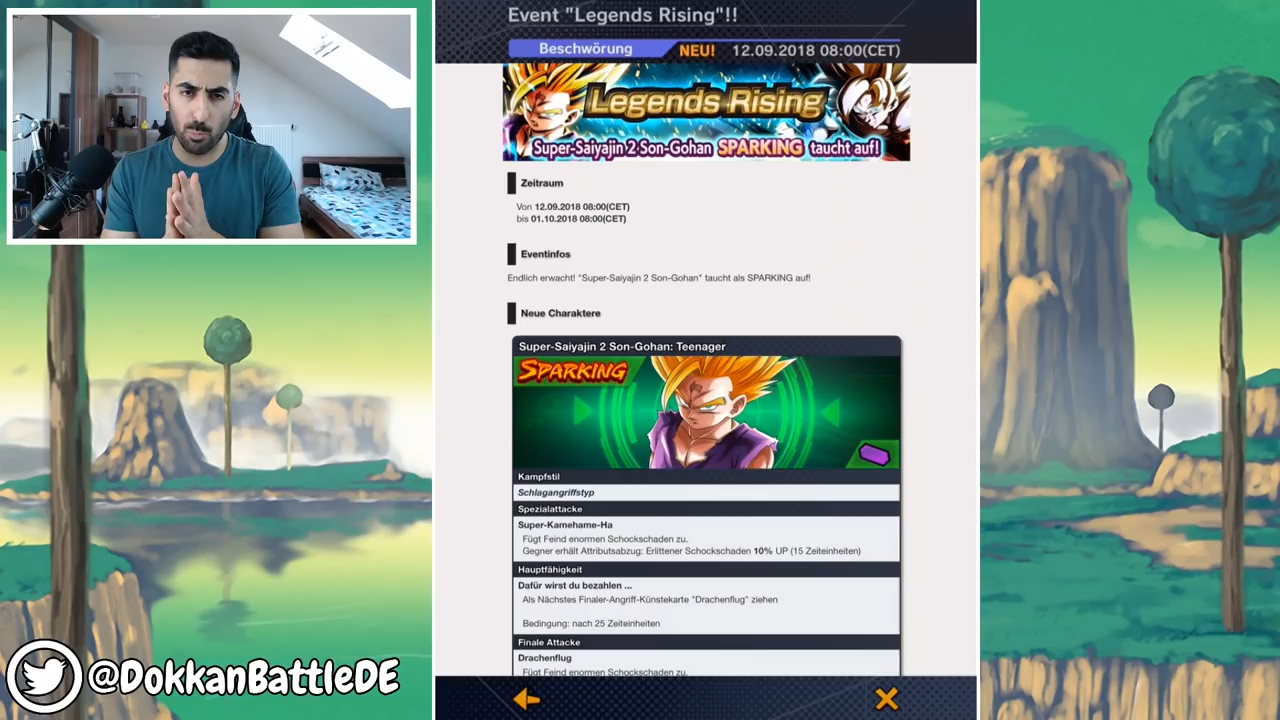 Event "Legends Rising"!!
Beschwörung NEU! 12.09.2018 08:00(CET)
Legends Rising
Super-Saiyajin 2 Son-Gohan SPARKING taucht auf!
Zeitraum
Von 12.09.2018 08:00(CET)
bis 01.10.2018 08:00(CET)
Eventinfos
Endlich erwacht! "Super-Saiyajin 2 Son-Gohan" taucht als SPARKING auf!
Neue Charaktere
Super-Saiyajin 2 Son-Gohan: Teenager
SPARKING
Kampfstil
Schlagangriffstyp
Spezialattacke
Super-Kamehame-Ha
Fügt Feind enormen Schockschaden zu.
Gegner erhält Attributsabzug: Erlittener Schockschaden 10% UP (15 Zeiteinheiten)
Hauptfähigkeit
Dafür wirst du bezahlen ...
Als Nächstes Finaler-Angriff-Künstekarte "Drachenflug" ziehen
Bedingung: nach 25 Zeiteinheiten
Finale Attacke
Drachenflug
Fügt Feind enormen Schockschaden zu.
@DokkanBattleDE